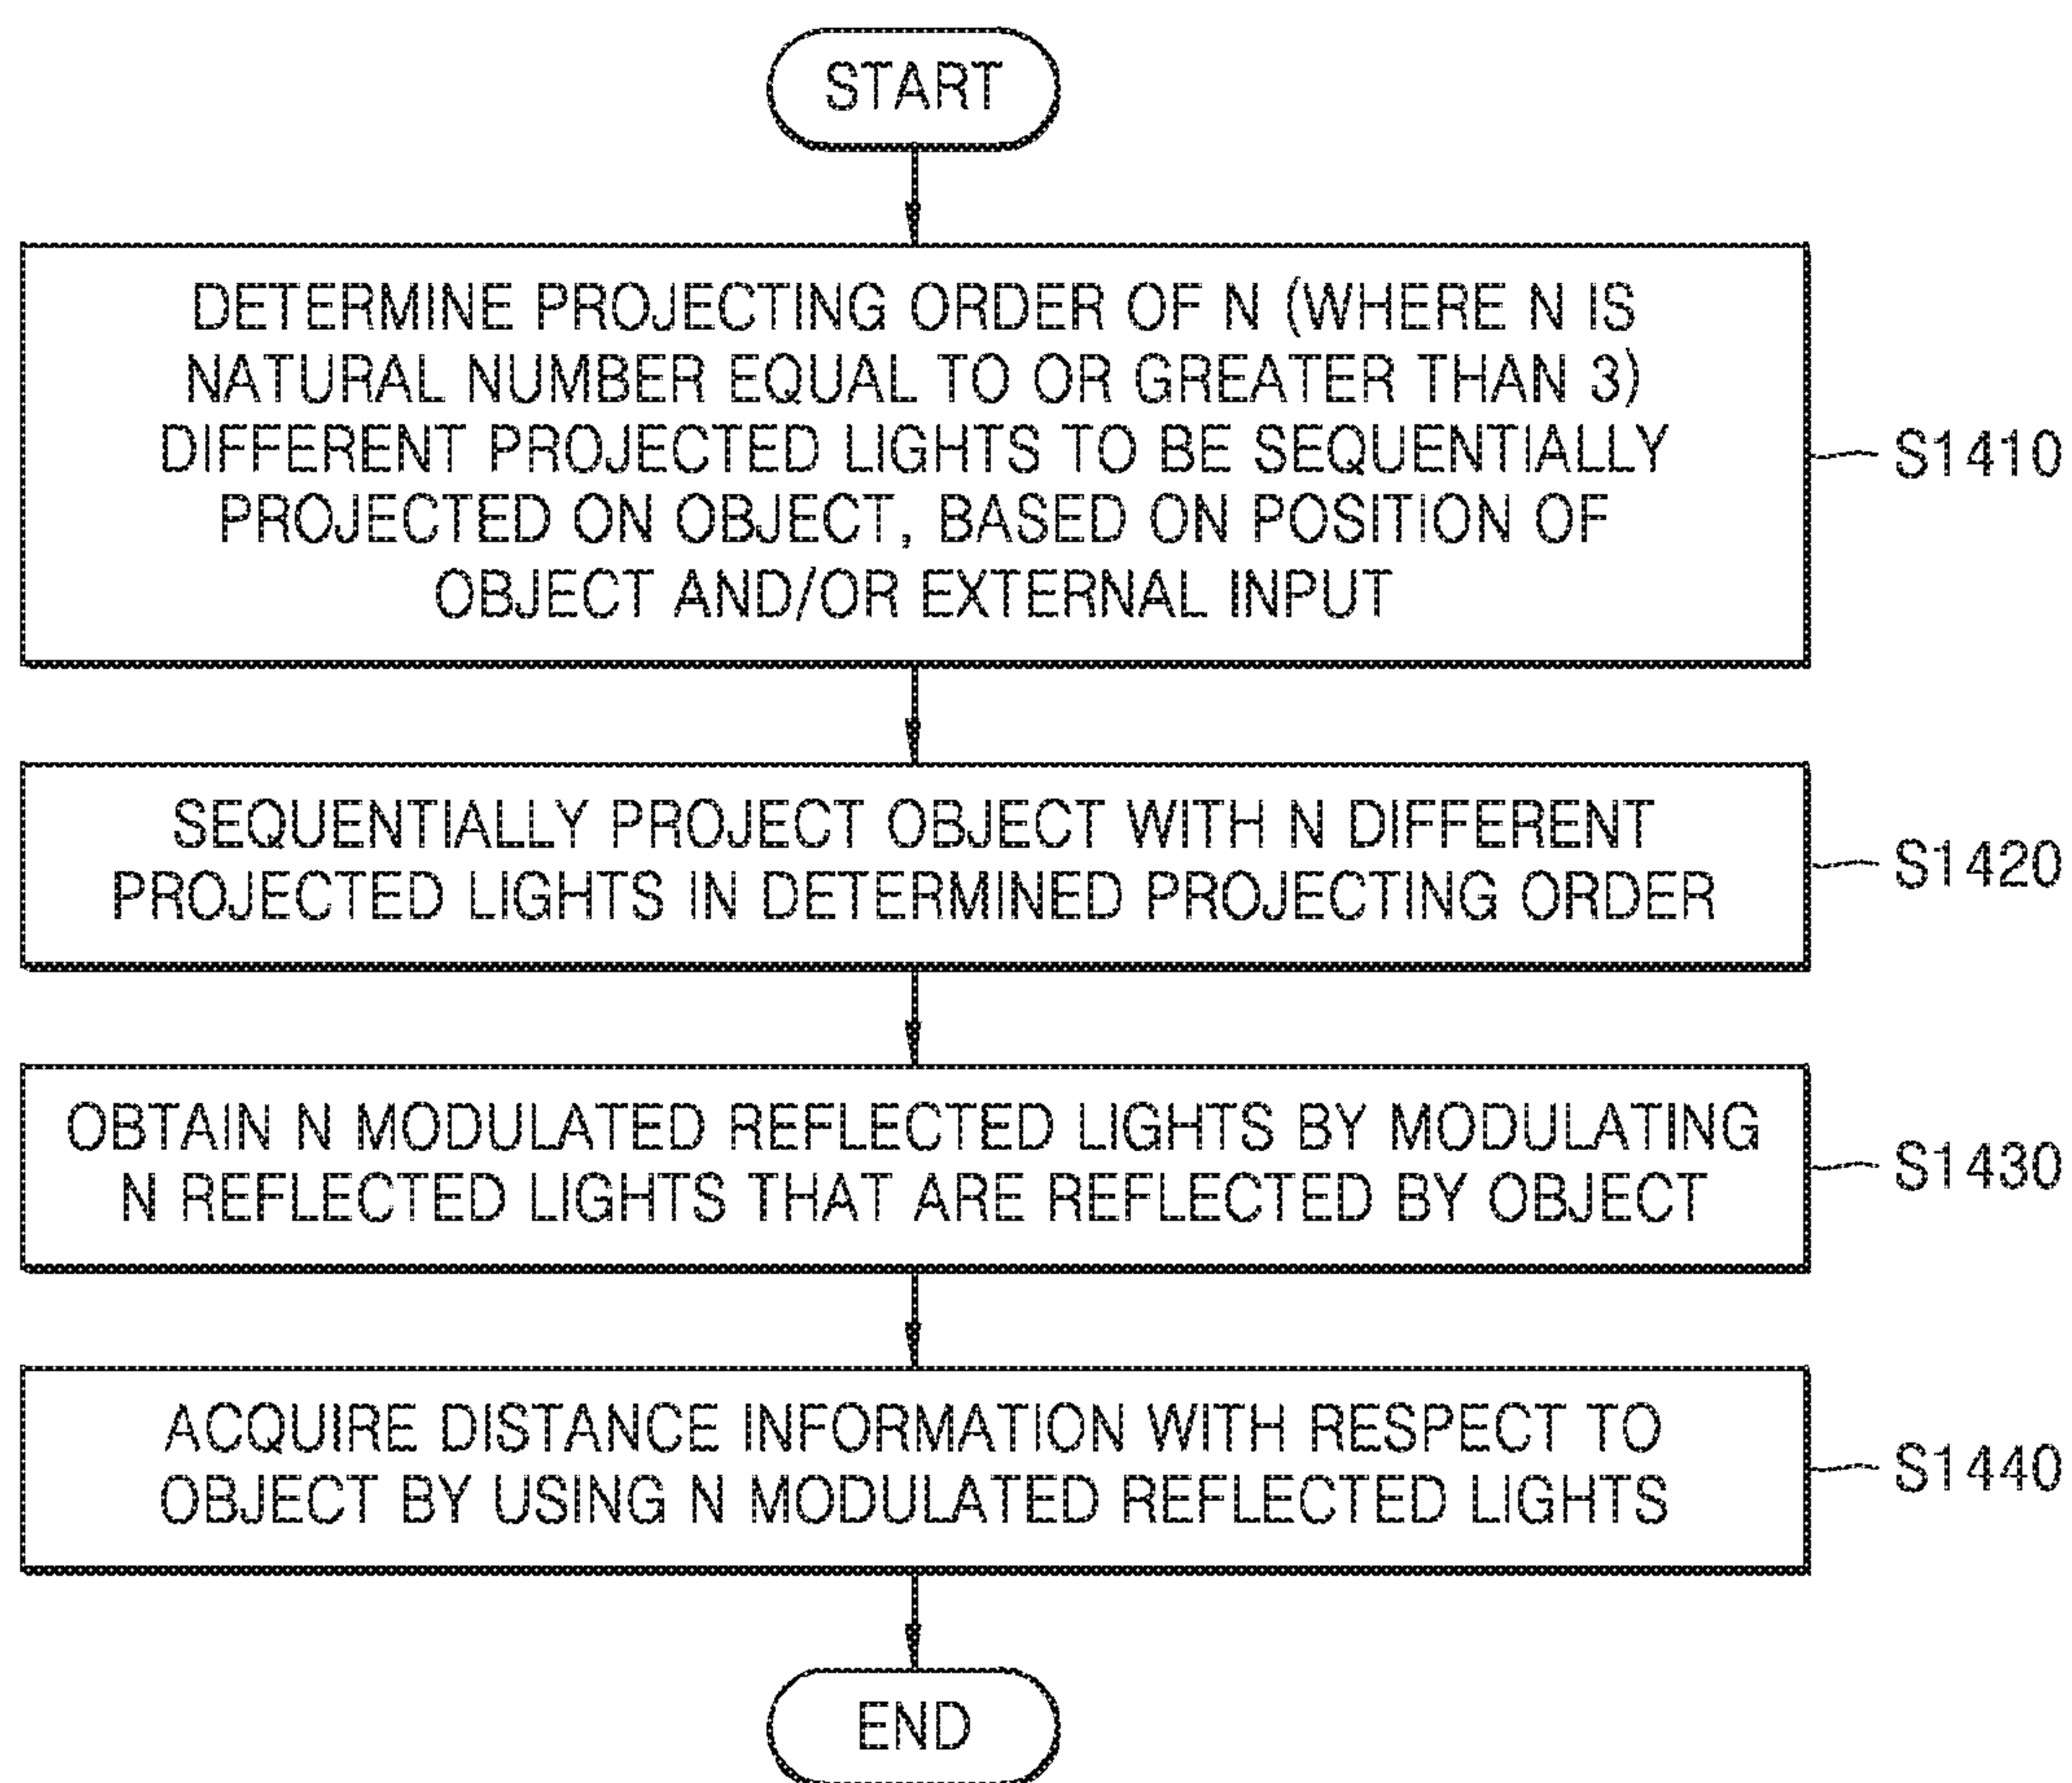 START
DETERMINE PROJECTING ORDER OF N (WHERE N IS
NATURAL NUMBER EQUAL TO OR GREATER THAN 3)
DIFFERENT PROJECTED LIGHTS TO BE SEQUENTIALLY
PROJECTED ON OBJECT, BASED ON POSITION OF
OBJECT AND/OR EXTERNAL INPUT
S1410
SEQUENTIALLY PROJECT OBJECT WITH N DIFFERENT
PROJECTED LIGHTS IN DETERMINED PROJECTING ORDER
S1420
OBTAIN N MODULATED REFLECTED LIGHTS BY MODULATING
N REFLECTED LIGHTS THAT ARE REFLECTED BY OBJECT
S1430
ACQUIRE DISTANCE INFORMATION WITH RESPECT TO
OBJECT BY USING N MODULATED REFLECTED LIGHTS
S1440
END